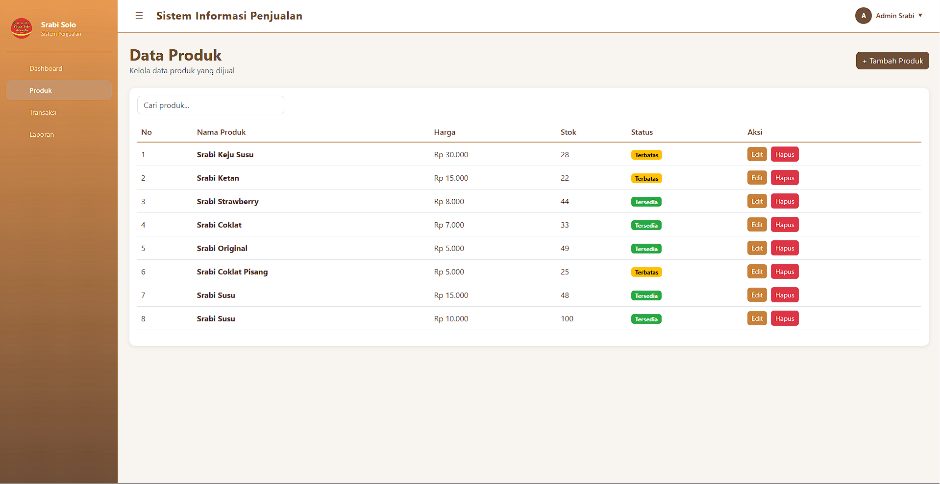 Srabi Solo
Sistem Penjualan
Dashboard
Produk
Transaksi
Laporan
☰ Sistem Informasi Penjualan
A Admin Srabi ▼
Data Produk
Kelola data produk yang dijual
+ Tambah Produk
Cari produk...
No Nama Produk Harga Stok Status Aksi
1 Srabi Keju Susu Rp 30.000 28 Terbatas Edit Hapus
2 Srabi Ketan Rp 15.000 22 Terbatas Edit Hapus
3 Srabi Strawberry Rp 8.000 44 Tersedia Edit Hapus
4 Srabi Coklat Rp 7.000 33 Tersedia Edit Hapus
5 Srabi Original Rp 5.000 49 Tersedia Edit Hapus
6 Srabi Coklat Pisang Rp 5.000 25 Terbatas Edit Hapus
7 Srabi Susu Rp 15.000 48 Tersedia Edit Hapus
8 Srabi Susu Rp 10.000 100 Tersedia Edit Hapus